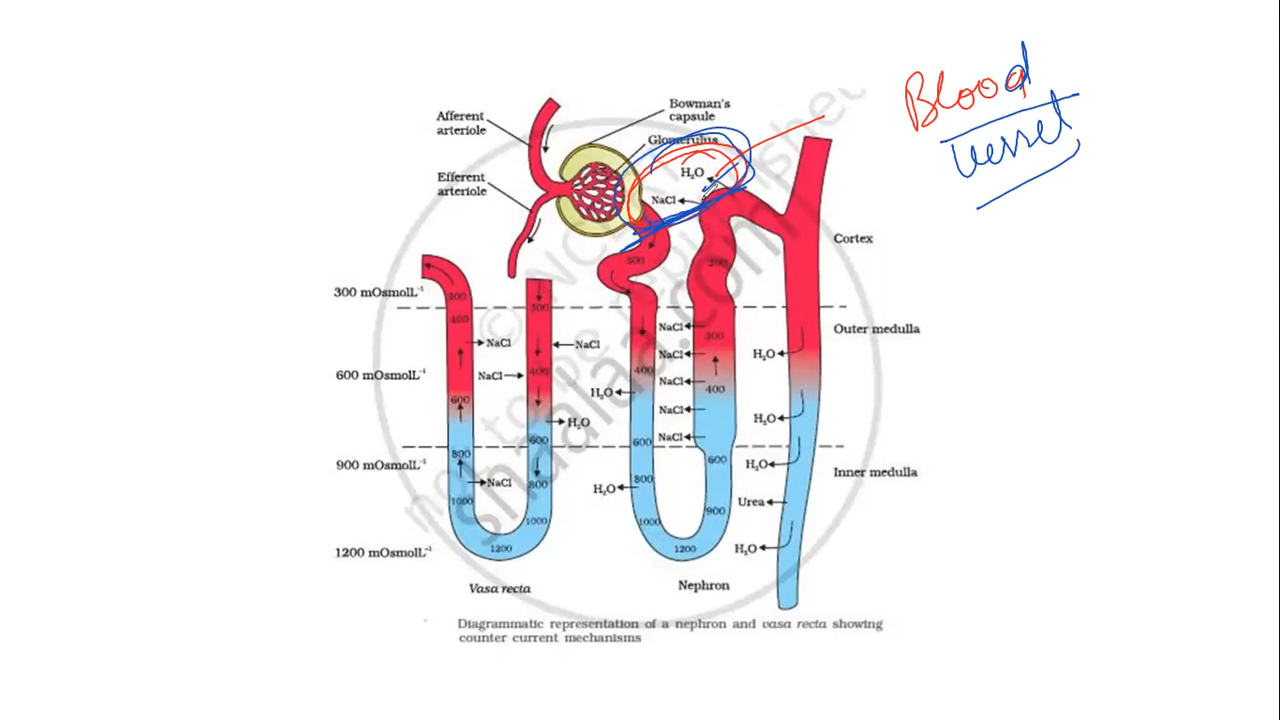 Blood
vessel
Bowman's
capsule
Afferent
arteriole
Glomerulus
Efferent
arteriole
H₂O
NaCl
Cortex
300
200
300 mOsmolL⁻¹
300
300
400
NaCl
300
Outer medulla
NaCl
NaCl
NaCl
H₂O
600 mOsmolL⁻¹
NaCl
400
400
NaCl
400
600
H₂O
NaCl
H₂O
H₂O
600
600
NaCl
800
600
H₂O
900 mOsmolL⁻¹
Inner medulla
NaCl
800
H₂O
800
1000
Urea
900
1000
1000
1200 mOsmolL⁻¹
1200
1200
H₂O
Vasa recta
Nephron
Diagrammatic representation of a nephron and vasa recta showing
counter current mechanisms
shaalaa.com